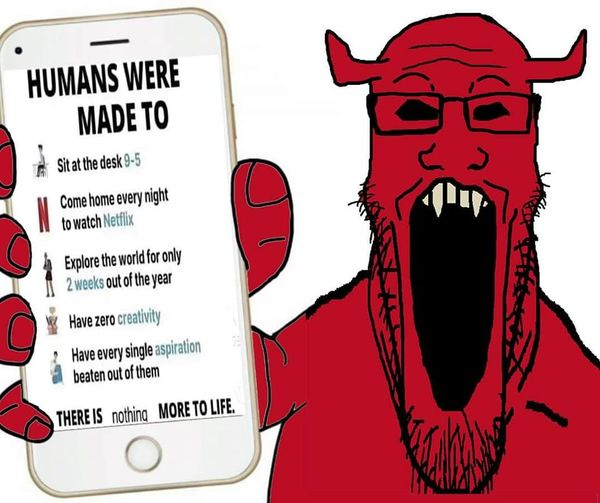 HUMANS WERE
MADE TO
Sit at the desk 9-5
N
Come home every night
to watch Netflix
Explore the world for only
2 weeks out of the year
Have zero creativity
Have every single aspiration
beaten out of them
THERE IS nothing MORE TO LIFE.